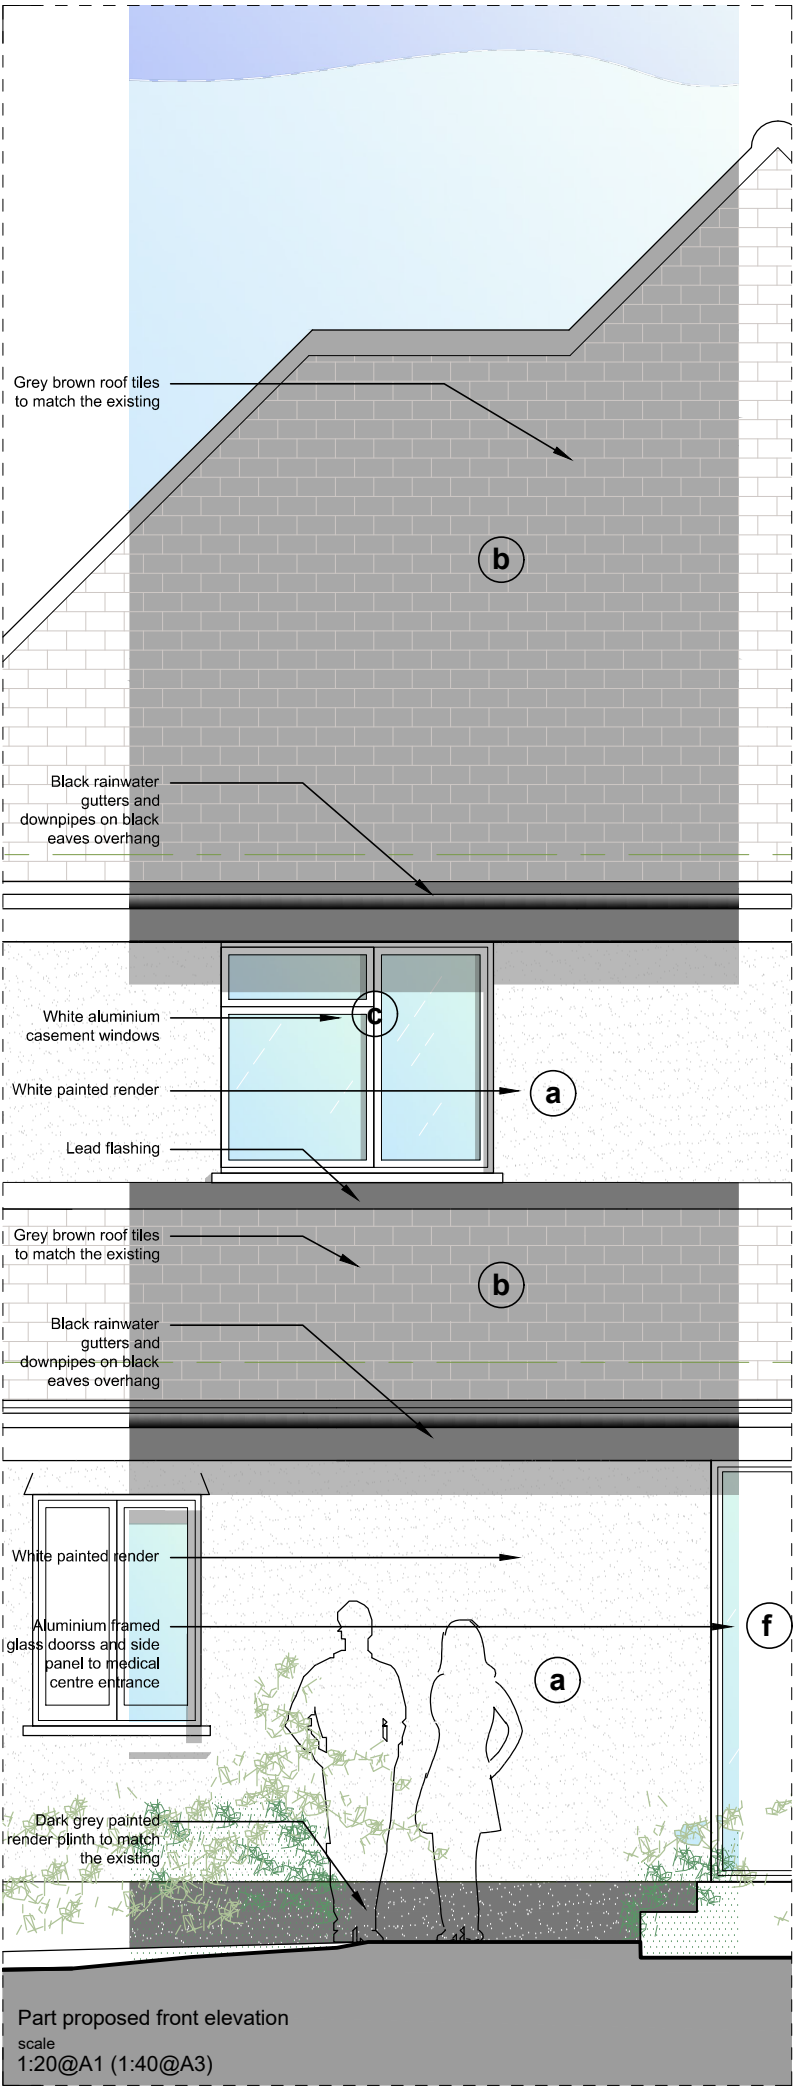 Grey brown roof tiles
to match the existing
b
Black rainwater
gutters and
downpipes on black
eaves overhang
White aluminium
casement windows
c
White painted render
a
Lead flashing
Grey brown roof tiles
to match the existing
b
Black rainwater
gutters and
downpipes on black
eaves overhang
White painted render
Aluminium framed
glass doorss and side
panel to medical
centre entrance
f
a
Dark grey painted
render plinth to match
the existing
Part proposed front elevation
scale
1:20@A1 (1:40@A3)